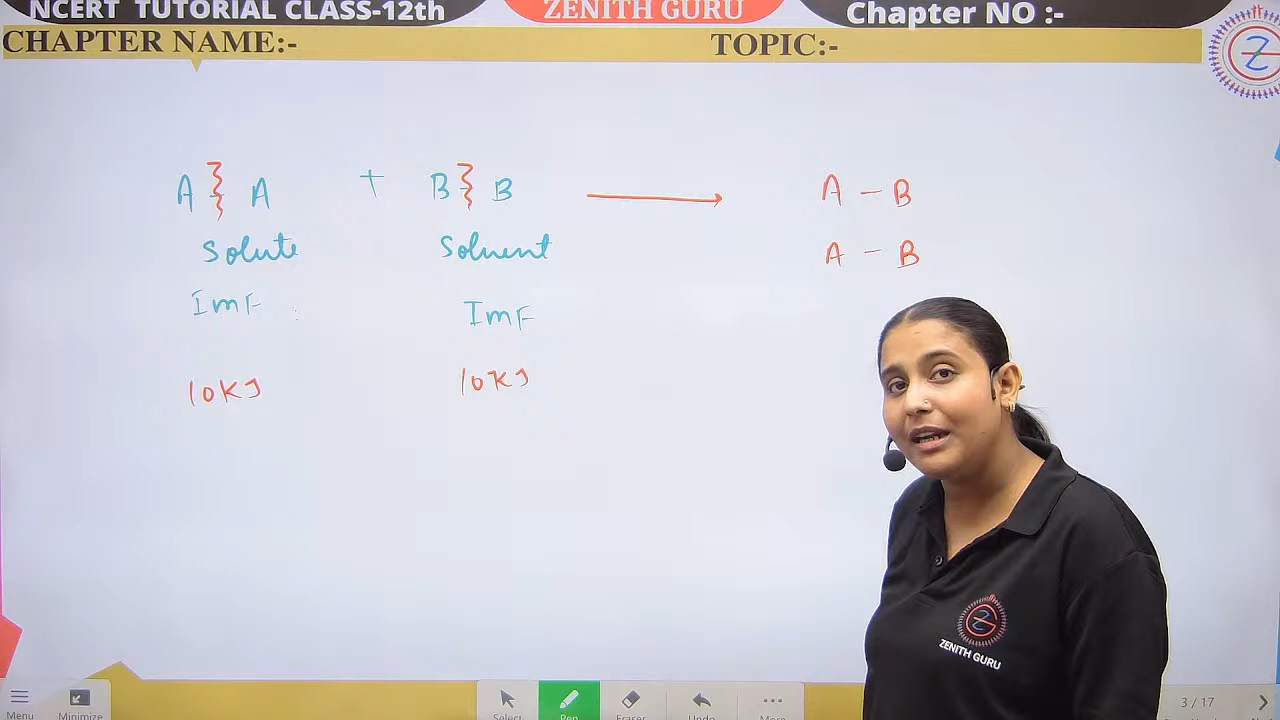 NCERT TUTORIAL CLASS-12th
ZENITH GURU
Chapter NO :-
CHAPTER NAME:-
TOPIC:-
A A + B B A - B
Solute Solvent A - B
ImF ImF
10KJ 10KJ
ZENITH GURU
Menu
Minimize
Select
Pen
Eraser
Undo
More
3 / 17